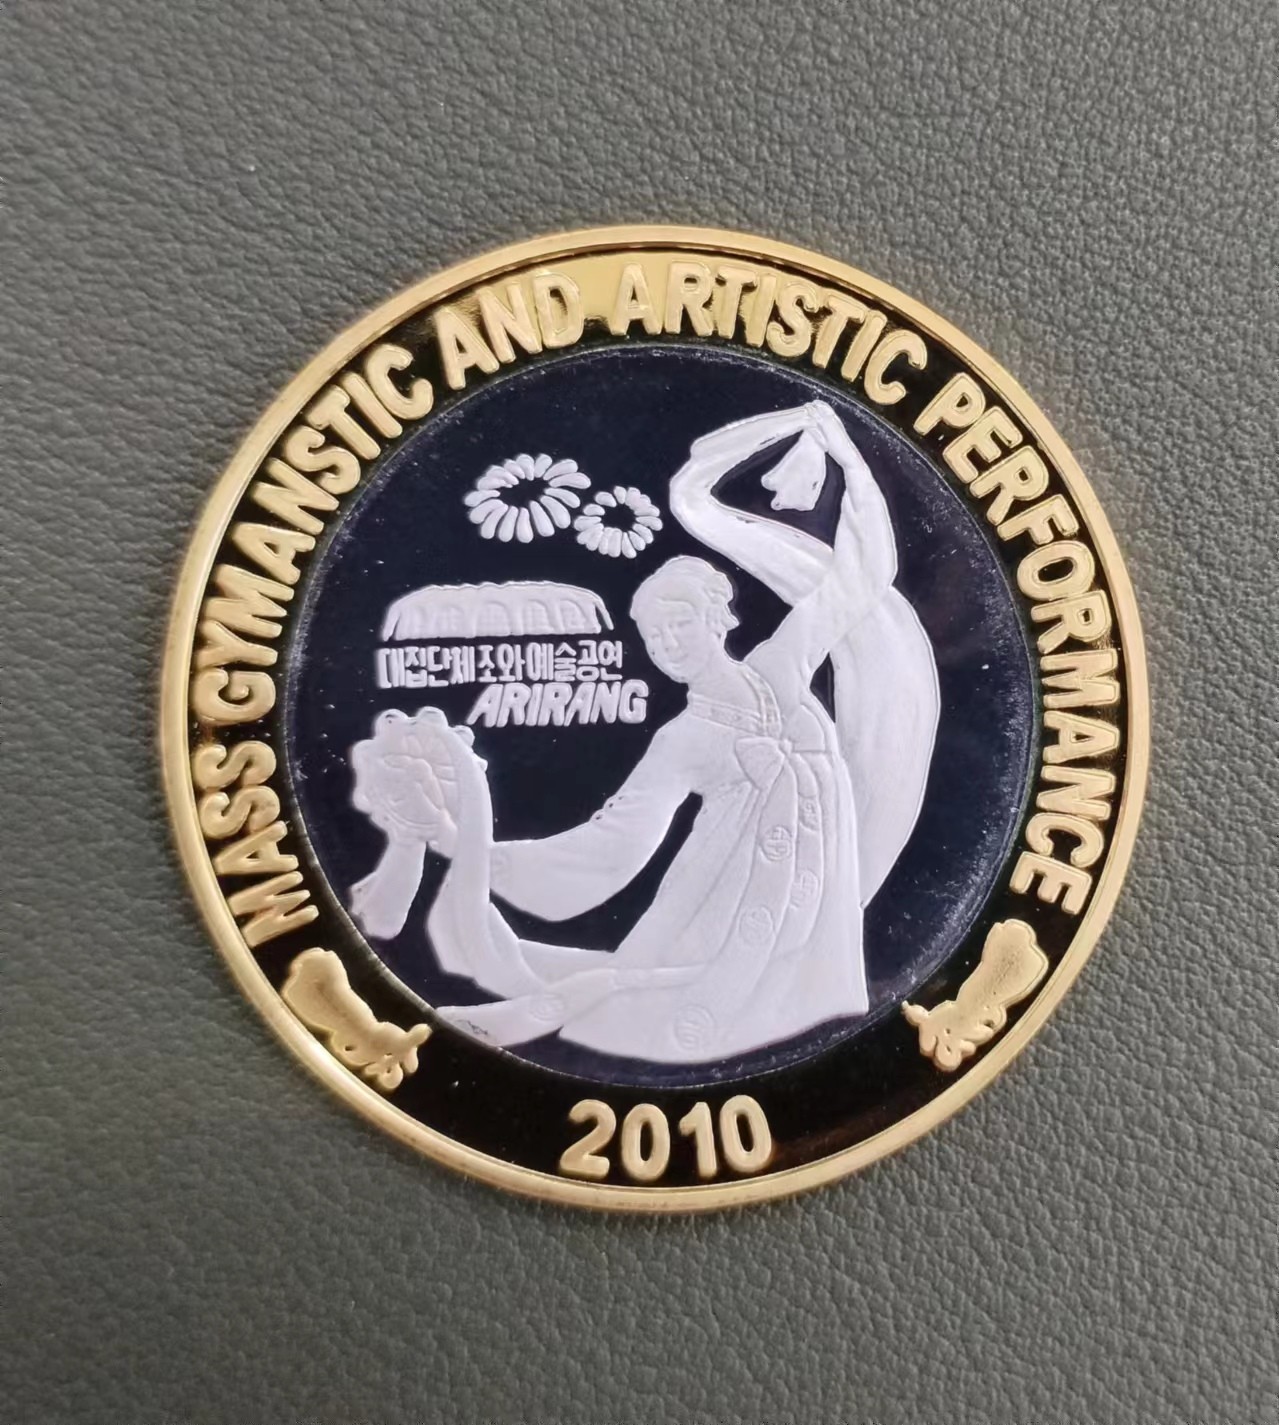 MASS GYMANSTIC AND ARTISTIC PERFORMANCE
대집단체조와예술공연
ARIRANG
2010